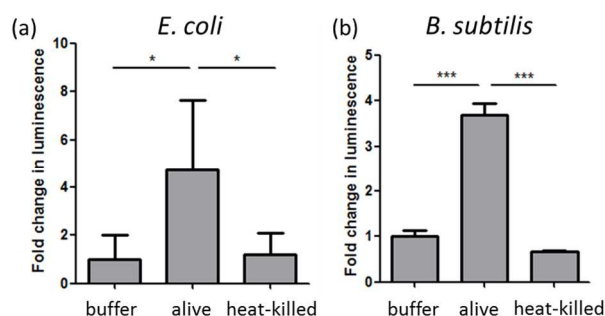 (a) E. coli
Fold change in luminescence
10
8
6
4
2
0
* *
buffer alive heat-killed
(b) B. subtilis
Fold change in luminescence
5
4
3
2
1
0
*** ***
buffer alive heat-killed